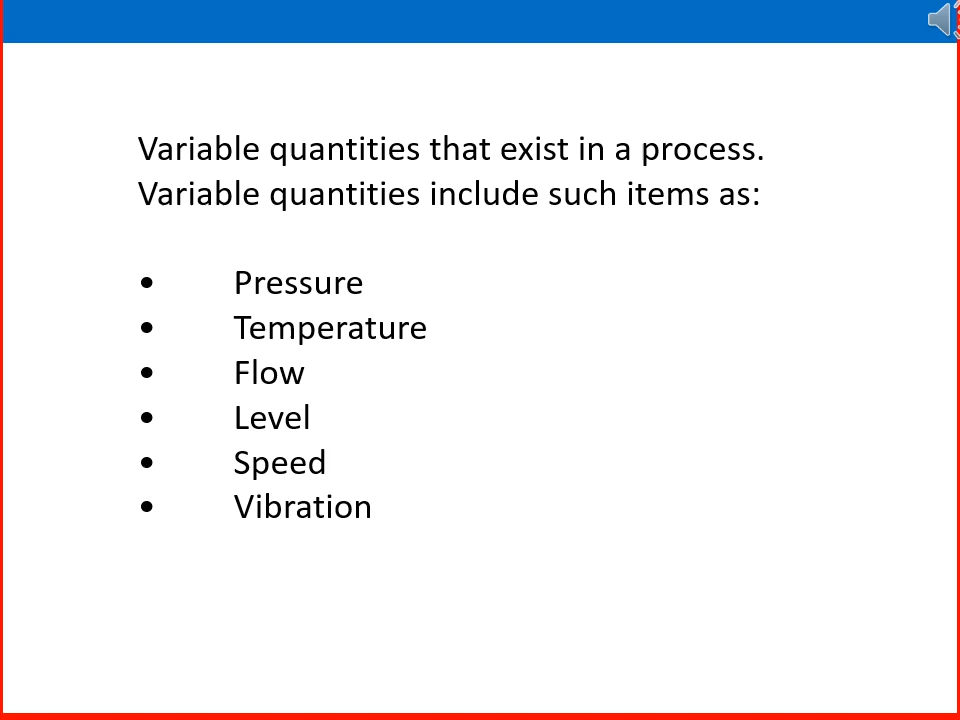 Variable quantities that exist in a process.
Variable quantities include such items as:
• Pressure
• Temperature
• Flow
• Level
• Speed
• Vibration